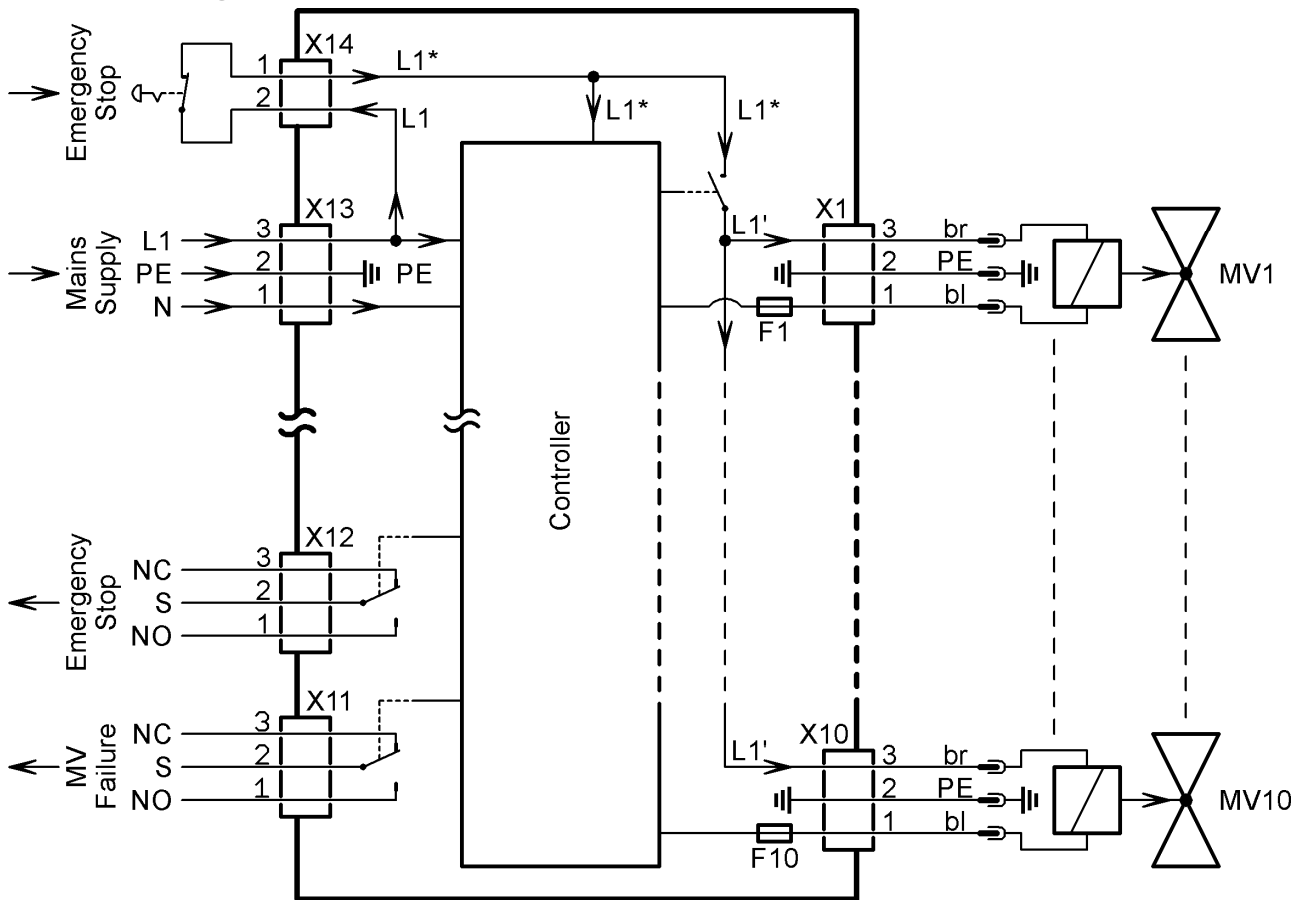 Emergency
Stop
X14
1
2
L1*
L1
L1*
L1*
Mains
Supply
X13
L1
3
PE
2
PE
N
1
Controller
L1'
X1
3
br
2
PE
1
bl
F1
MV1
Emergency
Stop
X12
NC
3
S
2
NO
1
MV
Failure
X11
NC
3
S
2
NO
1
L1'
X10
3
br
2
PE
1
bl
F10
MV10